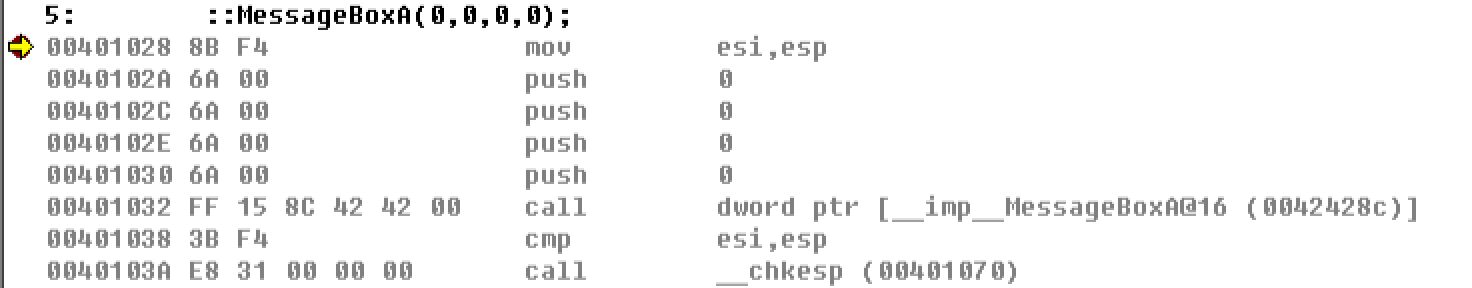 5:        ::MessageBoxA(0,0,0,0);
00401028 8B F4                mov         esi,esp
0040102A 6A 00                push        0
0040102C 6A 00                push        0
0040102E 6A 00                push        0
00401030 6A 00                push        0
00401032 FF 15 8C 42 42 00    call        dword ptr [__imp__MessageBoxA@16 (0042428c)]
00401038 3B F4                cmp         esi,esp
0040103A E8 31 00 00 00       call        __chkesp (00401070)